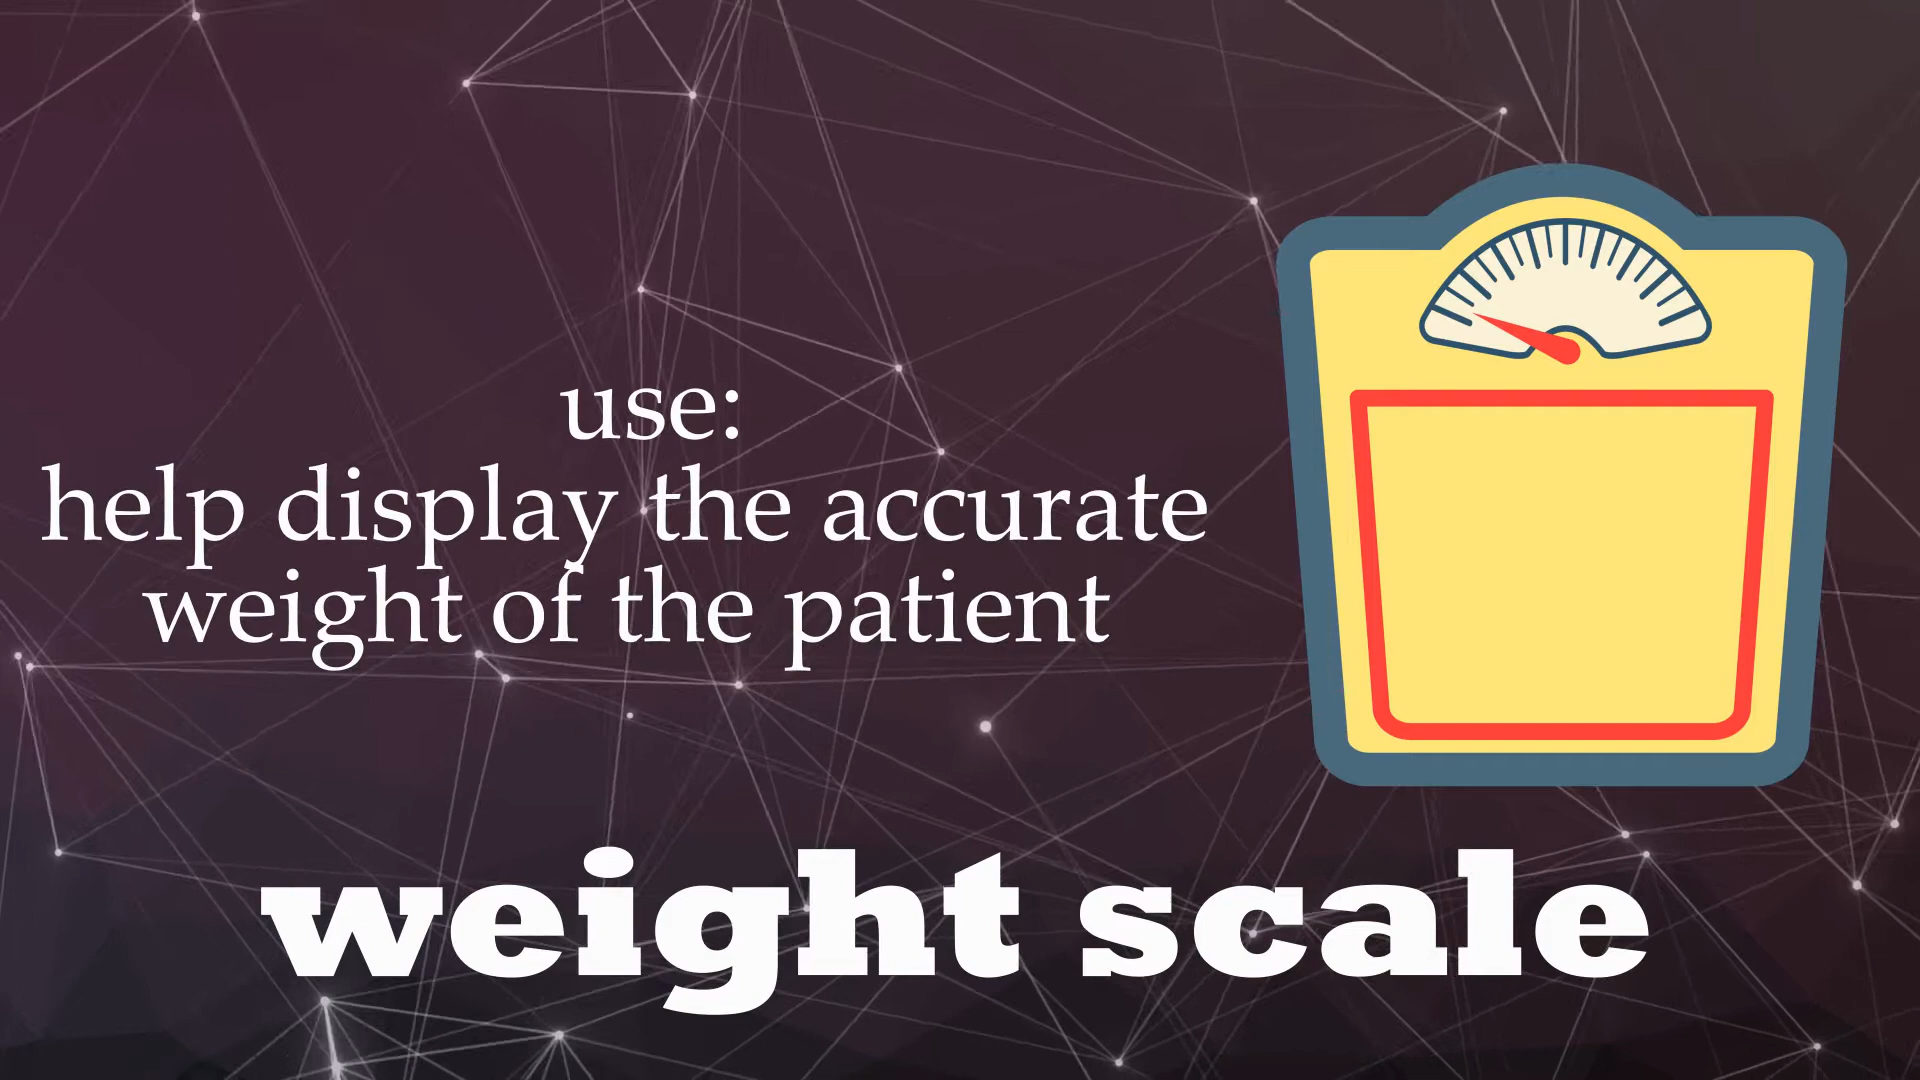 use:
help display the accurate
weight of the patient
weight scale